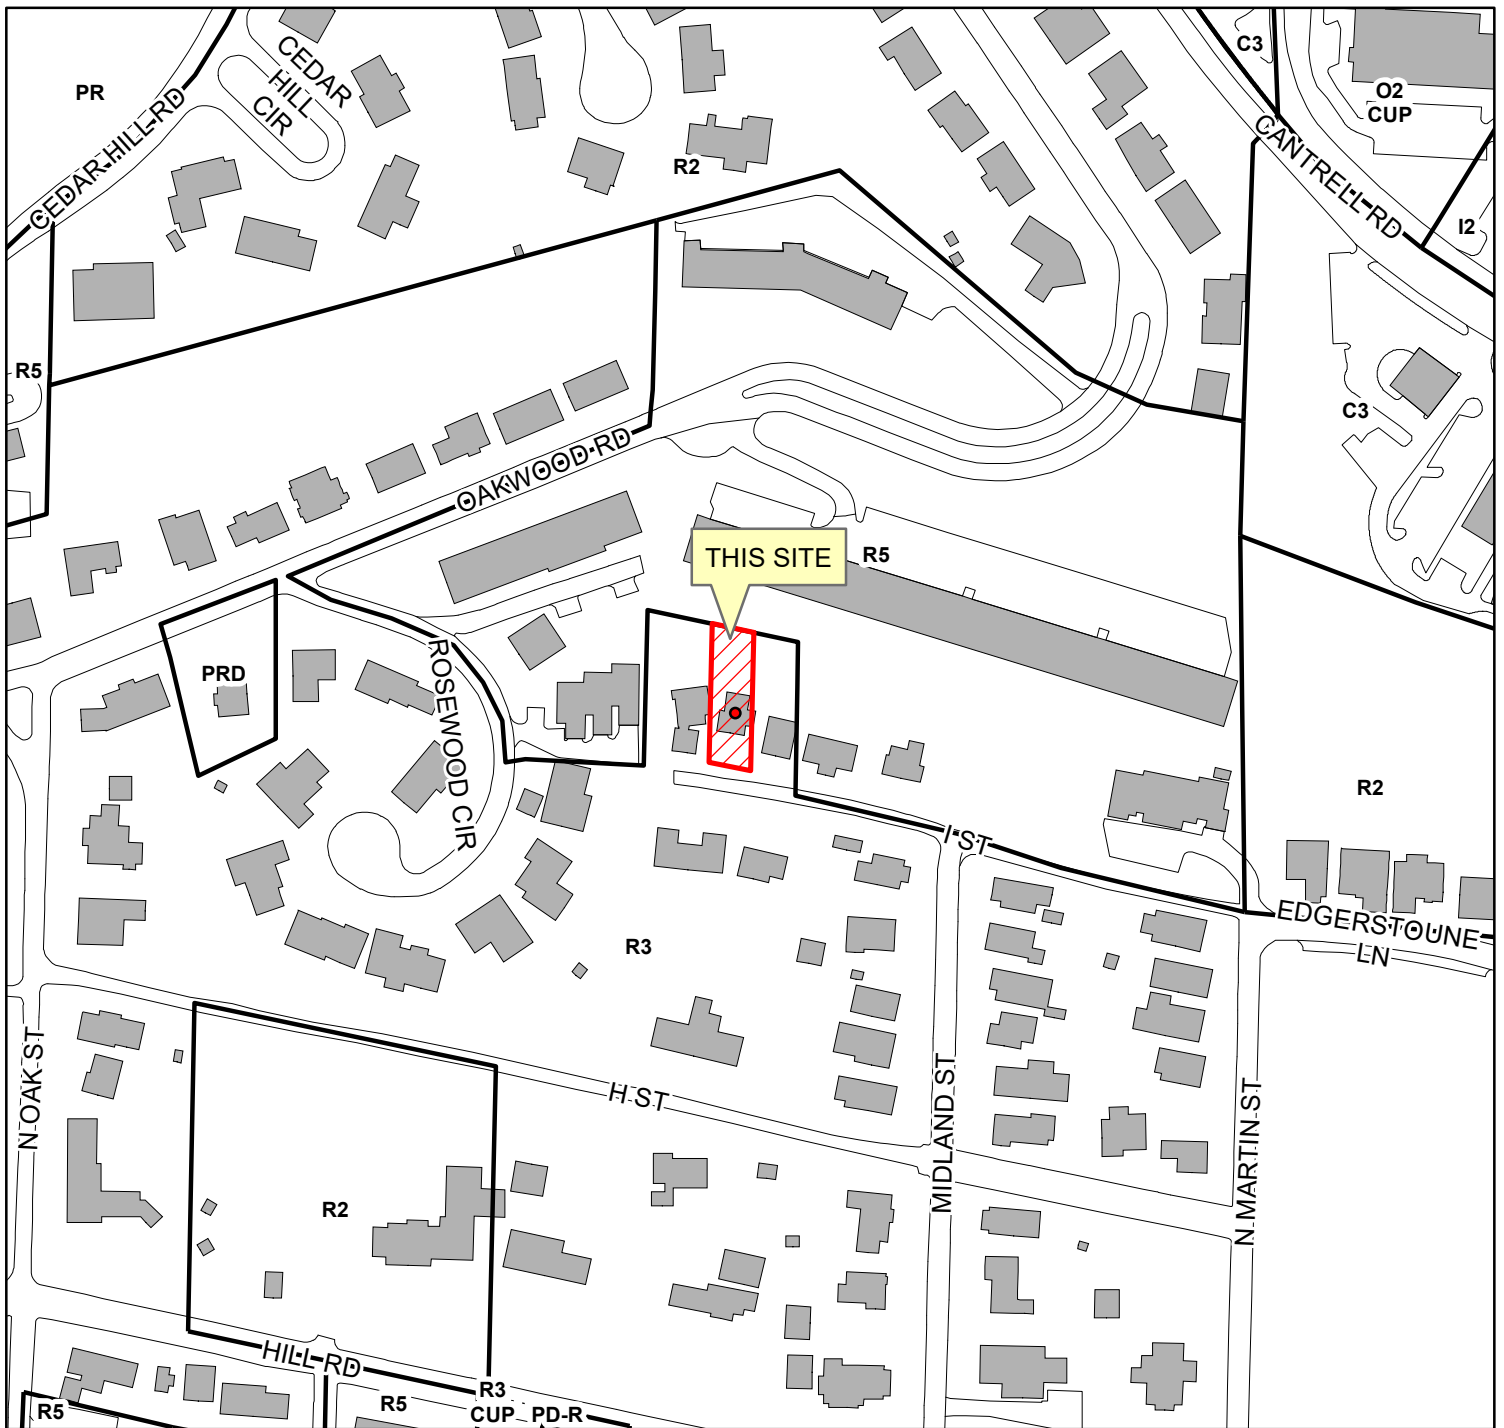 PR
CEDAR HILL RD
CEDAR
HILL
CIR
R2
C3
O2
CUP
CANTRELL RD
I2
R5
C3
OAKWOOD RD
THIS SITE
R5
PRD
ROSEWOOD CIR
R2
I ST
EDGERSTOUNE
LN
R3
N OAK ST
H ST
MIDLAND ST
N MARTIN ST
R2
HILL RD
R5
R5
R3
CUP
PD-R